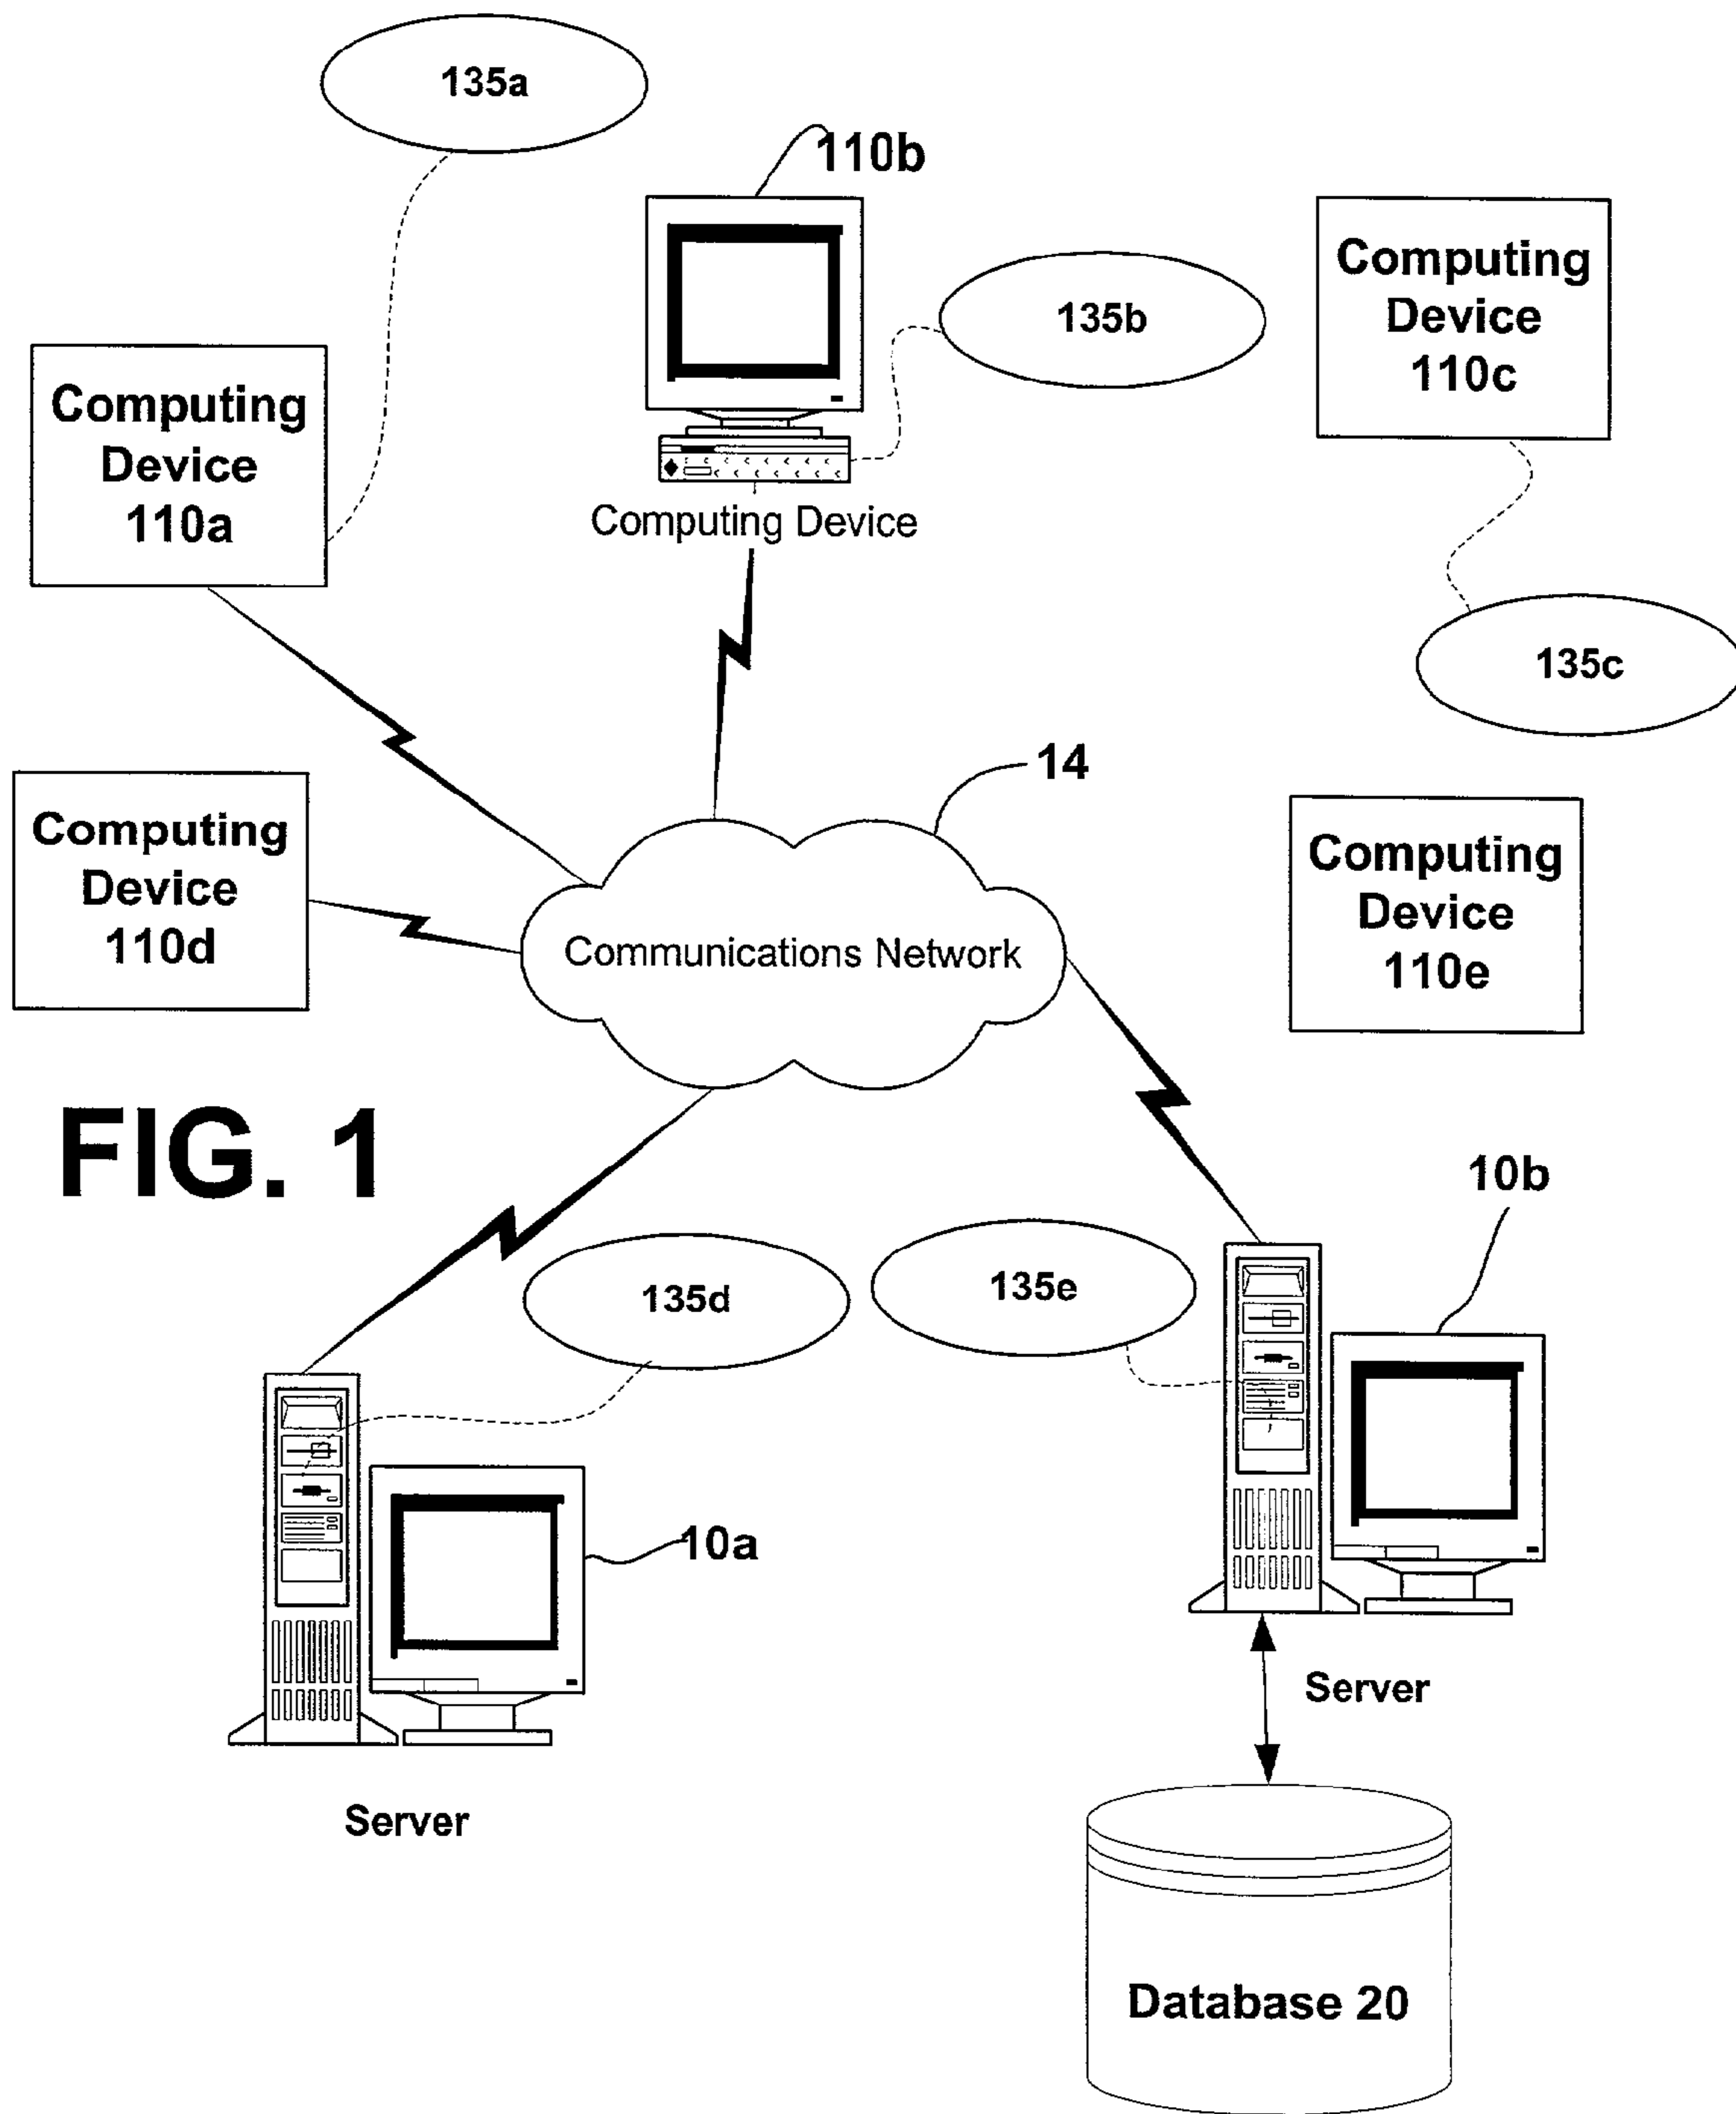 135a
110b
Computing
Device
110c
135b
Computing
Device
110a
Computing Device
135c
14
Computing
Device
110d
Computing
Device
110e
Communications Network
FIG. 1
10b
135d
135e
10a
Server
Server
Database 20